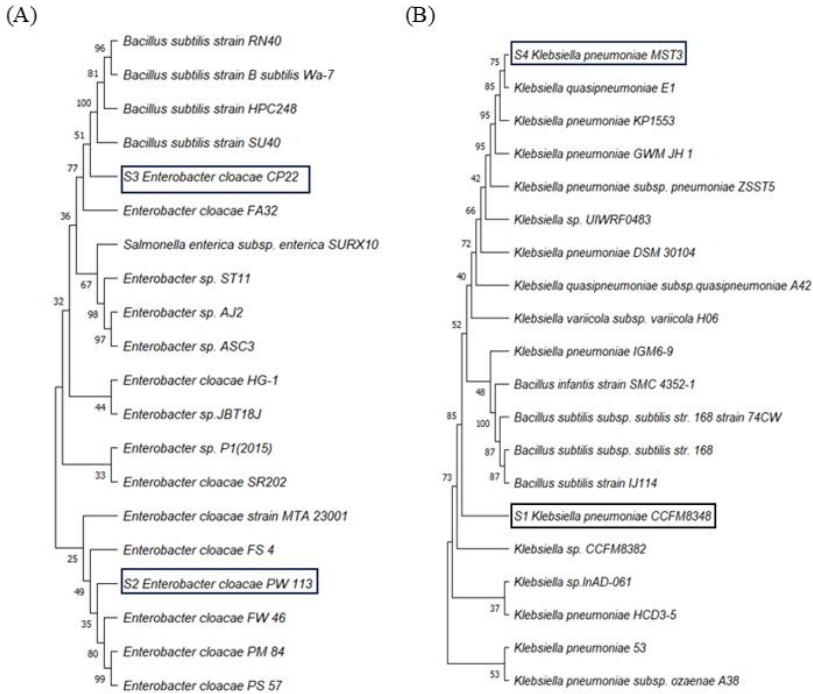 (A)
96
Bacillus subtilis strain RN40
81
Bacillus subtilis strain B subtilis Wa-7
100
Bacillus subtilis strain HPC248
51
Bacillus subtilis strain SU40
77
S3 Enterobacter cloacae CP22
36
Enterobacter cloacae FA32
Salmonella enterica subsp. enterica SURX10
67
Enterobacter sp. ST11
32
98
Enterobacter sp. AJ2
97
Enterobacter sp. ASC3
Enterobacter cloacae HG-1
44
Enterobacter sp.JBT18J
Enterobacter sp. P1(2015)
33
Enterobacter cloacae SR202
Enterobacter cloacae strain MTA 23001
25
Enterobacter cloacae FS 4
49
S2 Enterobacter cloacae PW 113
35
Enterobacter cloacae FW 46
80
Enterobacter cloacae PM 84
99
Enterobacter cloacae PS 57
(B)
S4 Klebsiella pneumoniae MST3
75
85
Klebsiella quasipneumoniae E1
95
Klebsiella pneumoniae KP1553
95
Klebsiella pneumoniae GWM JH 1
42
Klebsiella pneumoniae subsp. pneumoniae ZSST5
66
Klebsiella sp. UIWRF0483
72
Klebsiella pneumoniae DSM 30104
40
Klebsiella quasipneumoniae subsp.quasipneumoniae A42
52
Klebsiella variicola subsp. variicola H06
Klebsiella pneumoniae IGM6-9
48
Bacillus infantis strain SMC 4352-1
85
100
Bacillus subtilis subsp. subtilis str. 168 strain 74CW
87
Bacillus subtilis subsp. subtilis str. 168
73
87
Bacillus subtilis strain IJ114
S1 Klebsiella pneumoniae CCFM8348
Klebsiella sp. CCFM8382
Klebsiella sp.InAD-061
37
Klebsiella pneumoniae HCD3-5
Klebsiella pneumoniae 53
53
Klebsiella pneumoniae subsp. ozaenae A38